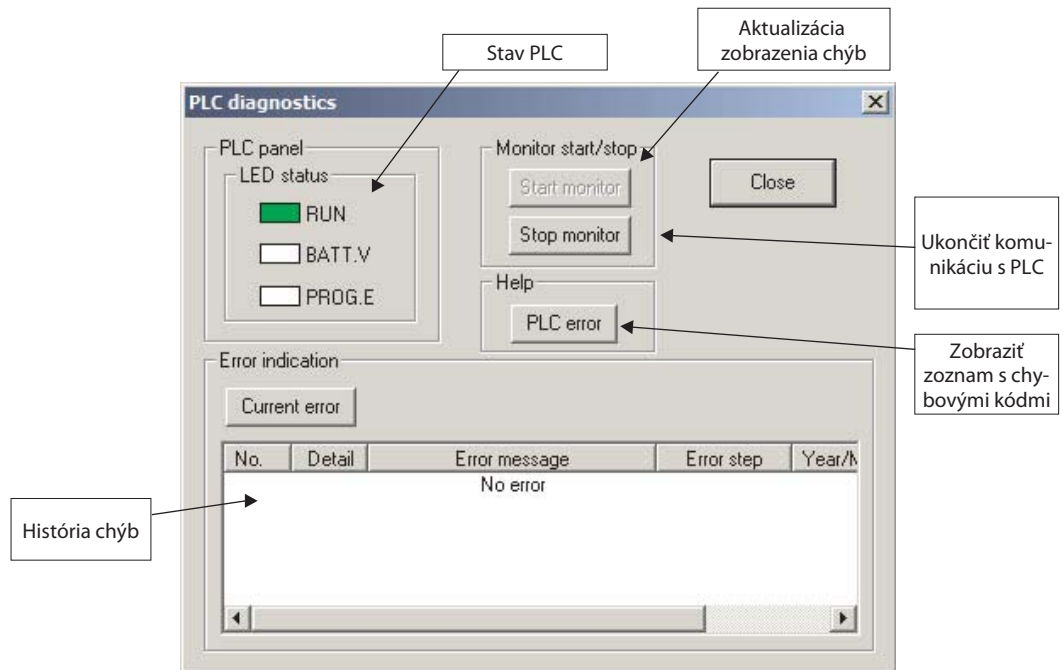 Stav PLC
Aktualizácia
zobrazenia chýb
PLC diagnostics
PLC panel
LED status
RUN
BATT.V
PROG.E
Monitor start/stop
Start monitor
Stop monitor
Close
Help
PLC error
Ukončiť komu-
nikáciu s PLC
Zobraziť
zoznam s chy-
bovými kódmi
Error indication
Current error
No. Detail Error message Error step Year/M
No error
História chýb